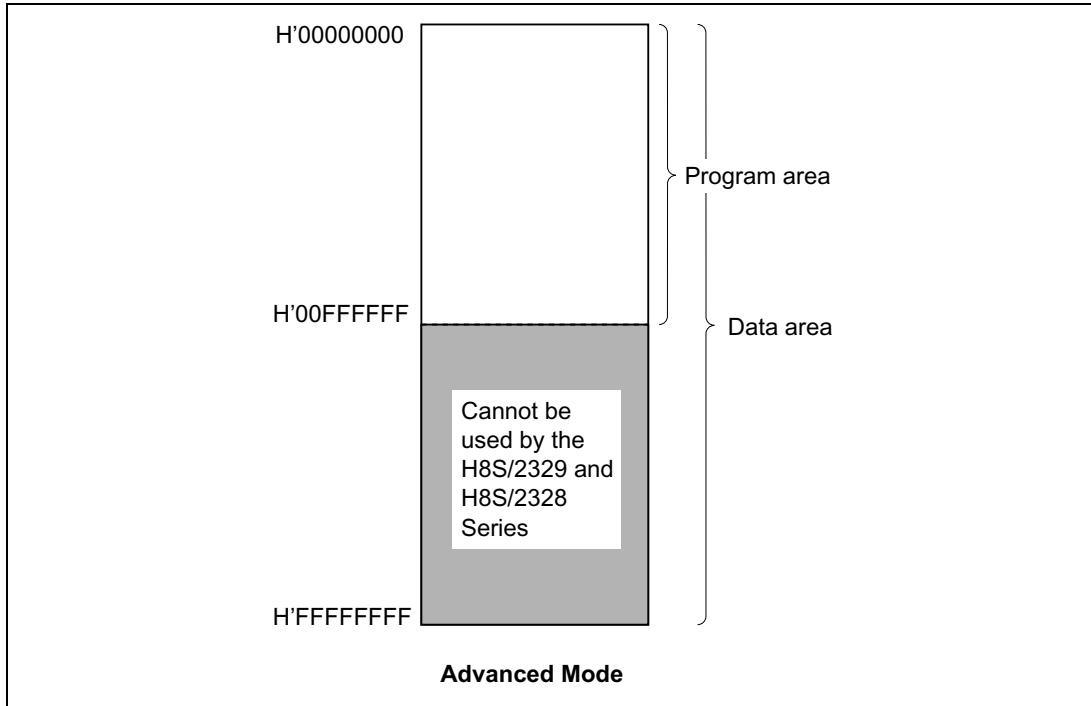 H’00000000
Program area
H’00FFFFFF
Data area
Cannot be
used by the
H8S/2329 and
H8S/2328
Series
H’FFFFFFFF
Advanced Mode